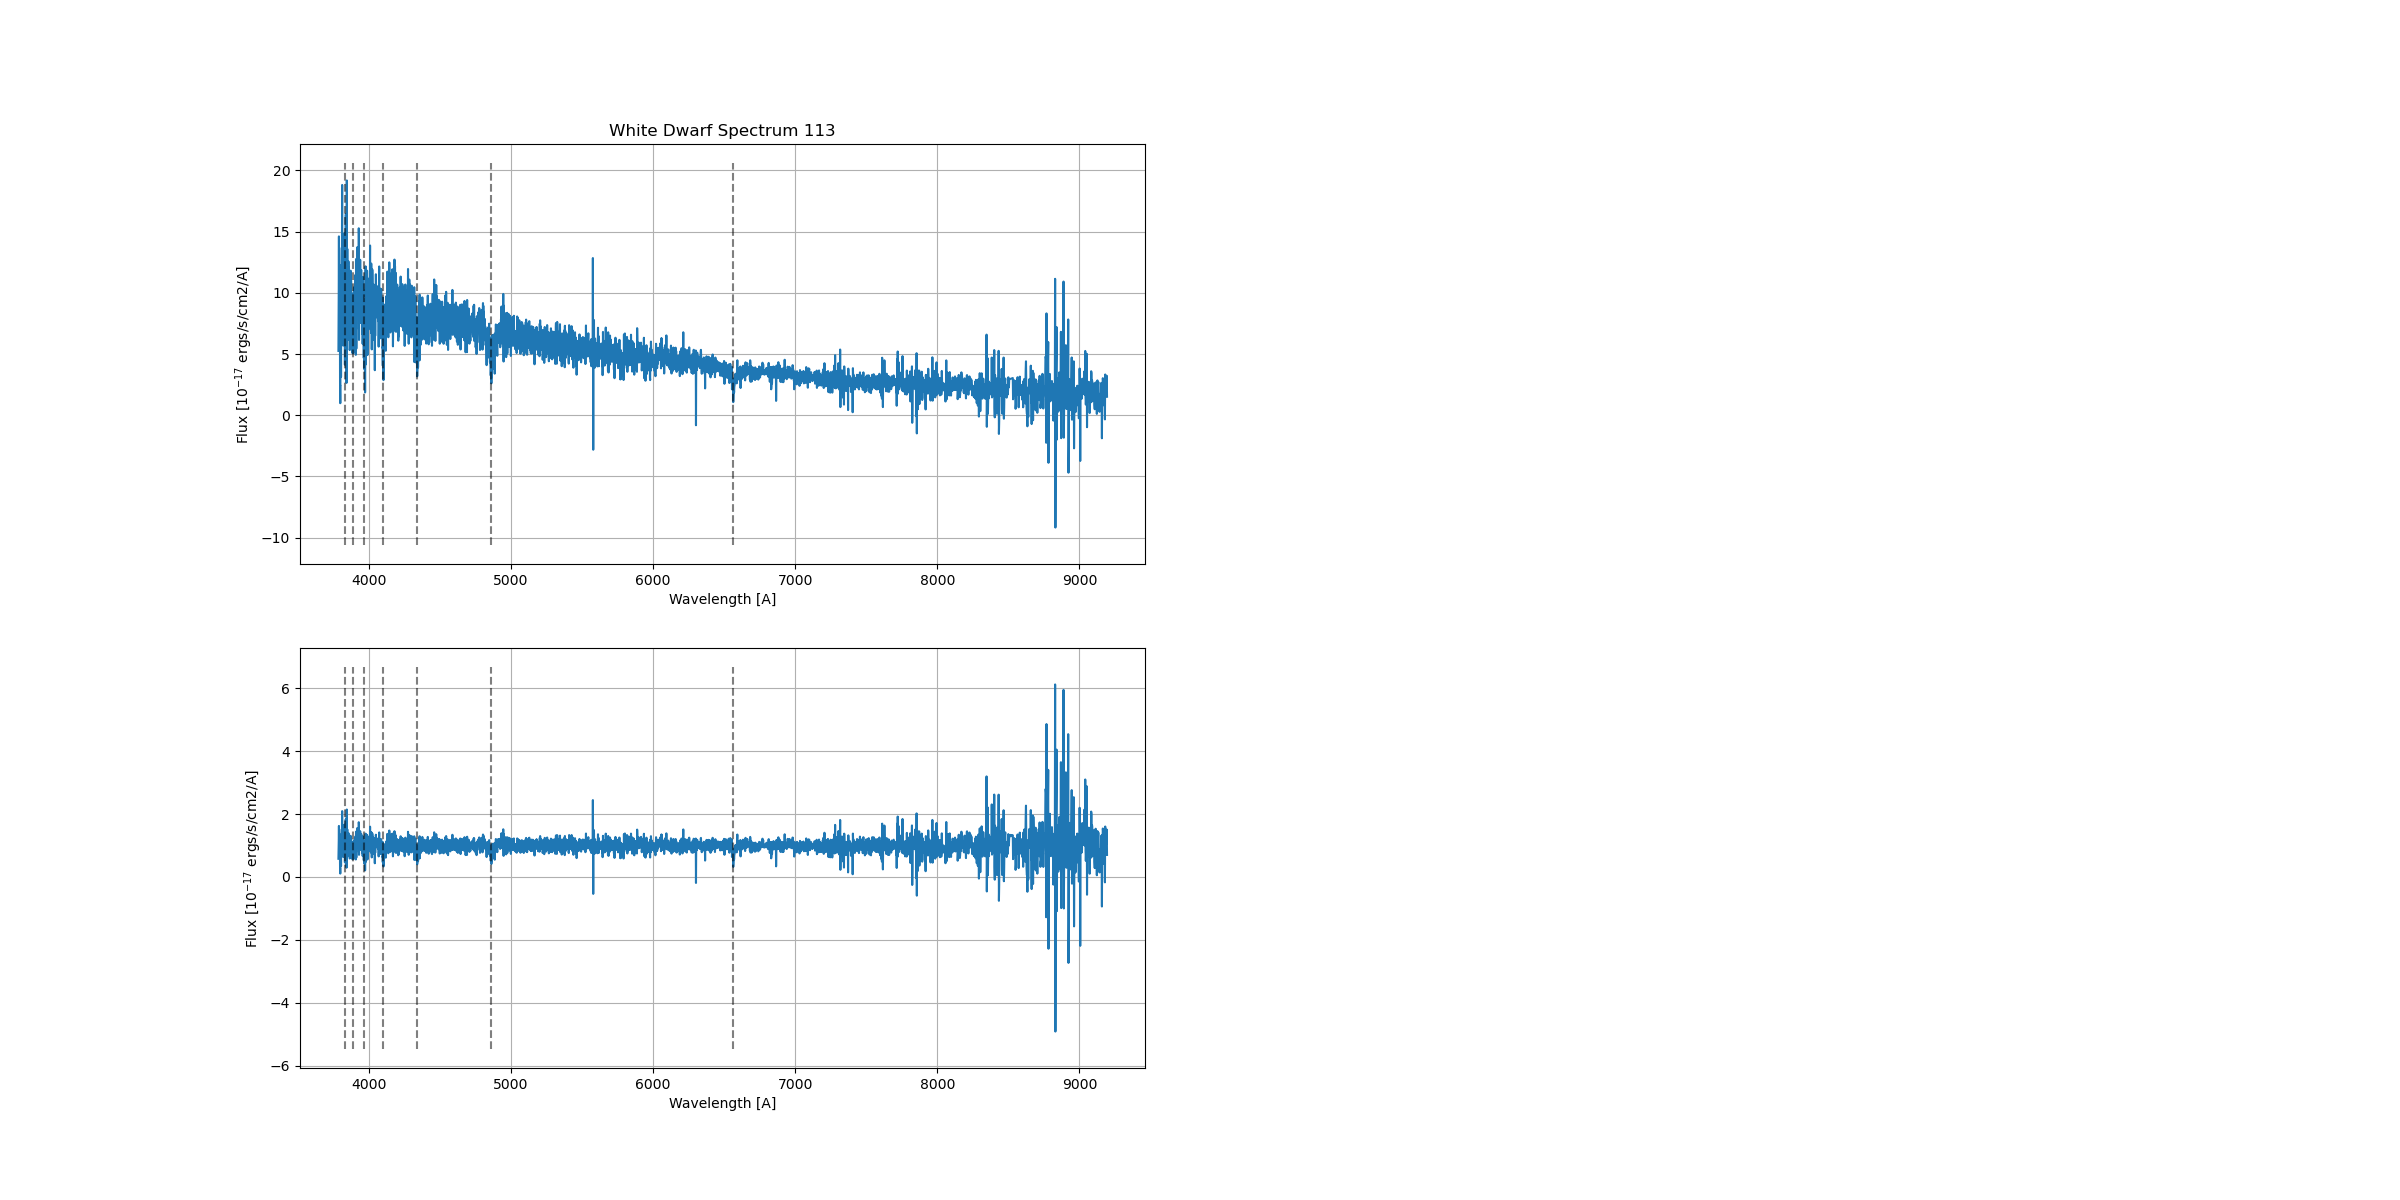 White Dwarf Spectrum 113
20
15
10
5
0
−5
−10
Flux [10⁻¹⁷ ergs/s/cm2/A]
4000 5000 6000 7000 8000 9000
Wavelength [A]
6
4
2
0
−2
−4
−6
Flux [10⁻¹⁷ ergs/s/cm2/A]
4000 5000 6000 7000 8000 9000
Wavelength [A]